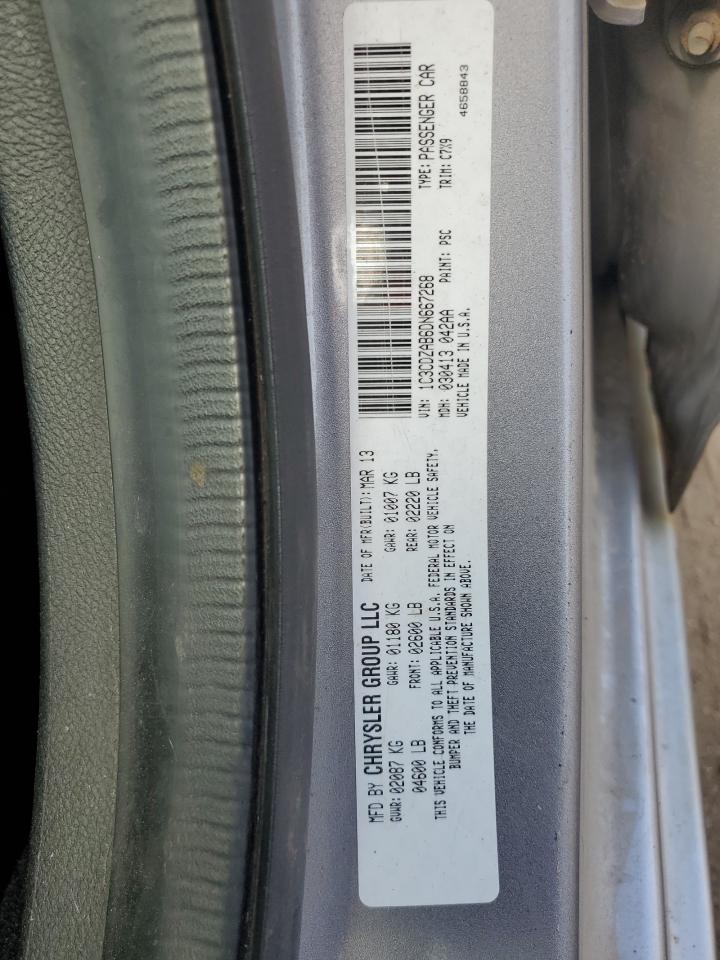 MFD BY CHRYSLER GROUP LLC DATE OF MFR(BUILT): MAR 13
GVWR: 02087 KG GAWR: 01180 KG GAWR: 01007 KG
04600 LB FRONT: 02600 LB REAR: 02220 LB
THIS VEHICLE CONFORMS TO ALL APPLICABLE U.S.A. FEDERAL MOTOR VEHICLE SAFETY,
BUMPER AND THEFT PREVENTION STANDARDS IN EFFECT ON
THE DATE OF MANUFACTURE SHOWN ABOVE.
VIN: 1C3CDZAB6DN667268 TYPE: PASSENGER CAR
MDH: 030413 042AA PAINT: PSC TRIM: C7X9
VEHICLE MADE IN U.S.A.
4658843